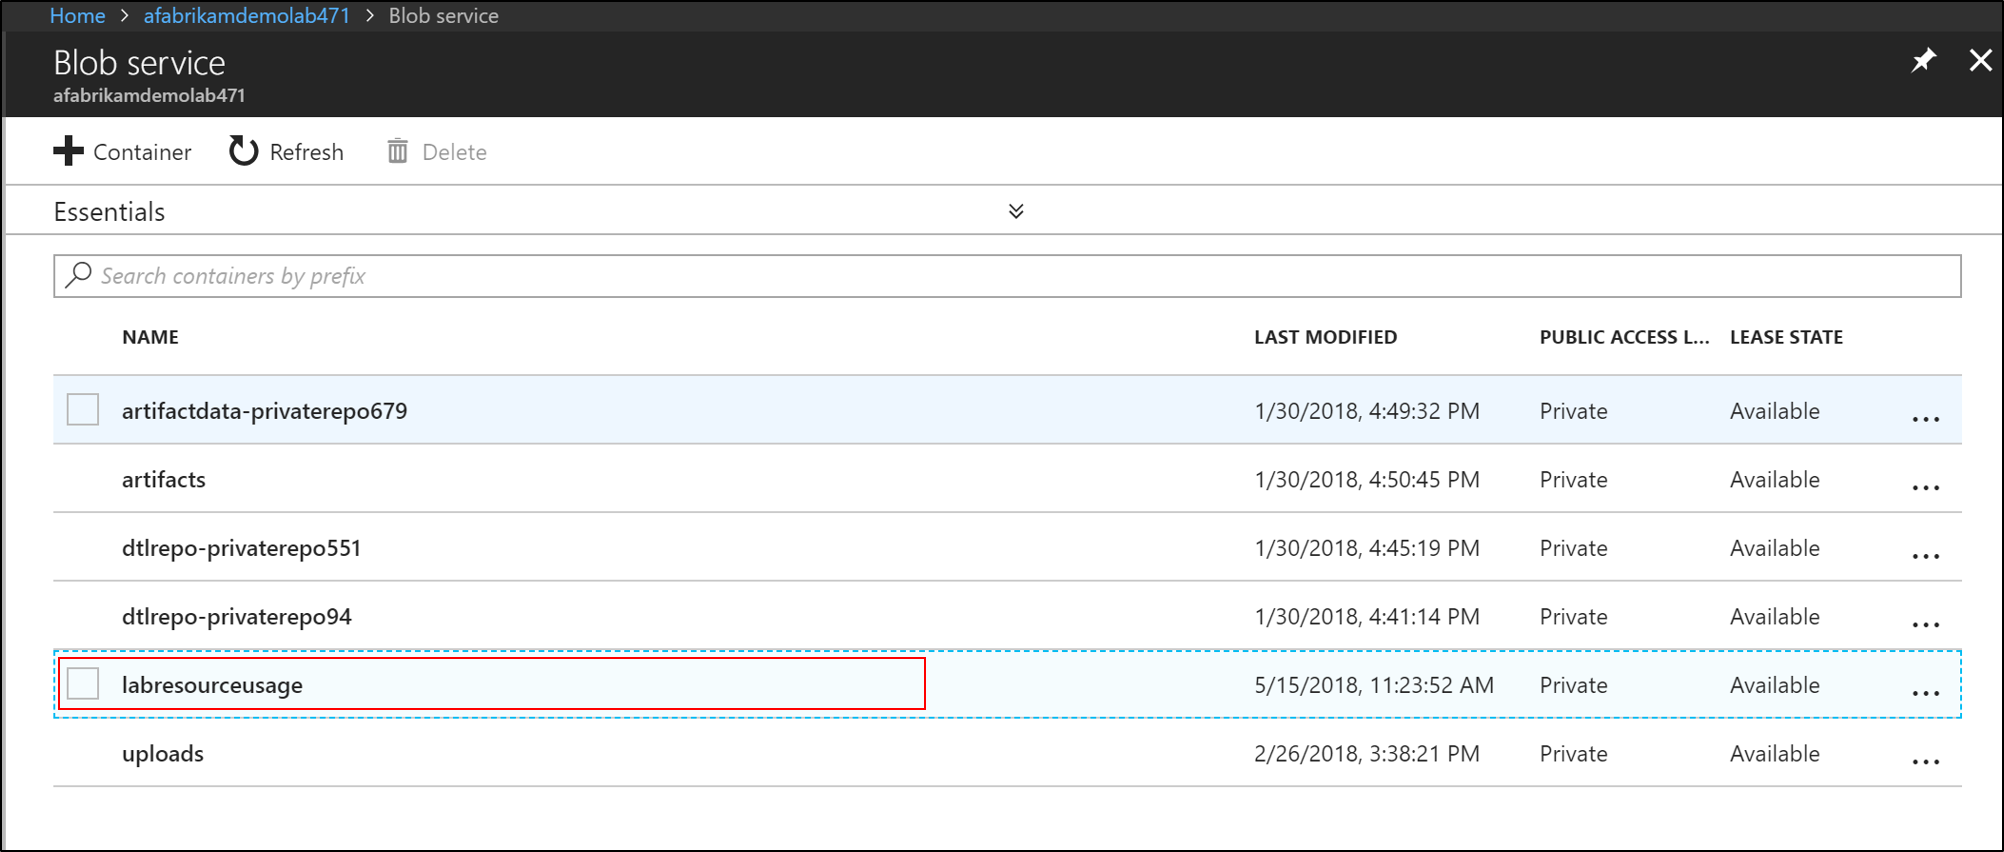 Home > afabrikamdemolab471 > Blob service
Blob service
afabrikamdemolab471
Container Refresh Delete
Essentials
Search containers by prefix
NAME LAST MODIFIED PUBLIC ACCESS L... LEASE STATE
artifactdata-privaterepo679 1/30/2018, 4:49:32 PM Private Available ...
artifacts 1/30/2018, 4:50:45 PM Private Available ...
dtlrepo-privaterepo551 1/30/2018, 4:45:19 PM Private Available ...
dtlrepo-privaterepo94 1/30/2018, 4:41:14 PM Private Available ...
labresourceusage 5/15/2018, 11:23:52 AM Private Available ...
uploads 2/26/2018, 3:38:21 PM Private Available ...